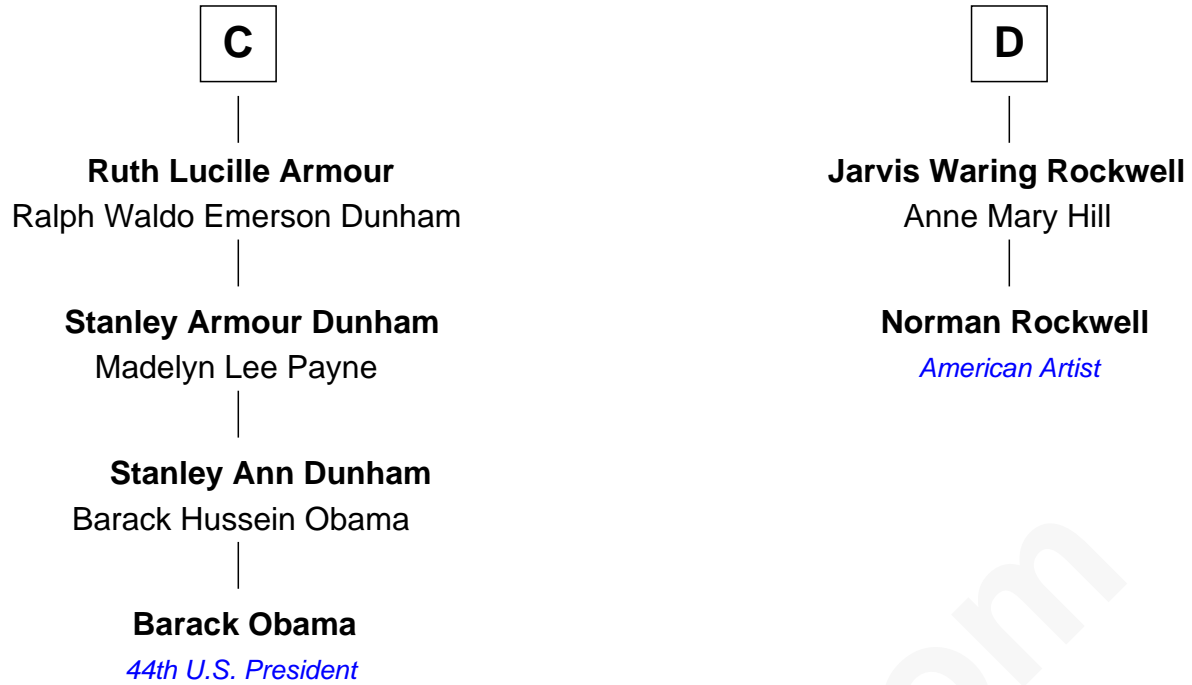 C
Ruth Lucille Armour
Ralph Waldo Emerson Dunham
Stanley Armour Dunham
Madelyn Lee Payne
Stanley Ann Dunham
Barack Hussein Obama
Barack Obama
44th U.S. President
D
Jarvis Waring Rockwell
Anne Mary Hill
Norman Rockwell
American Artist
om